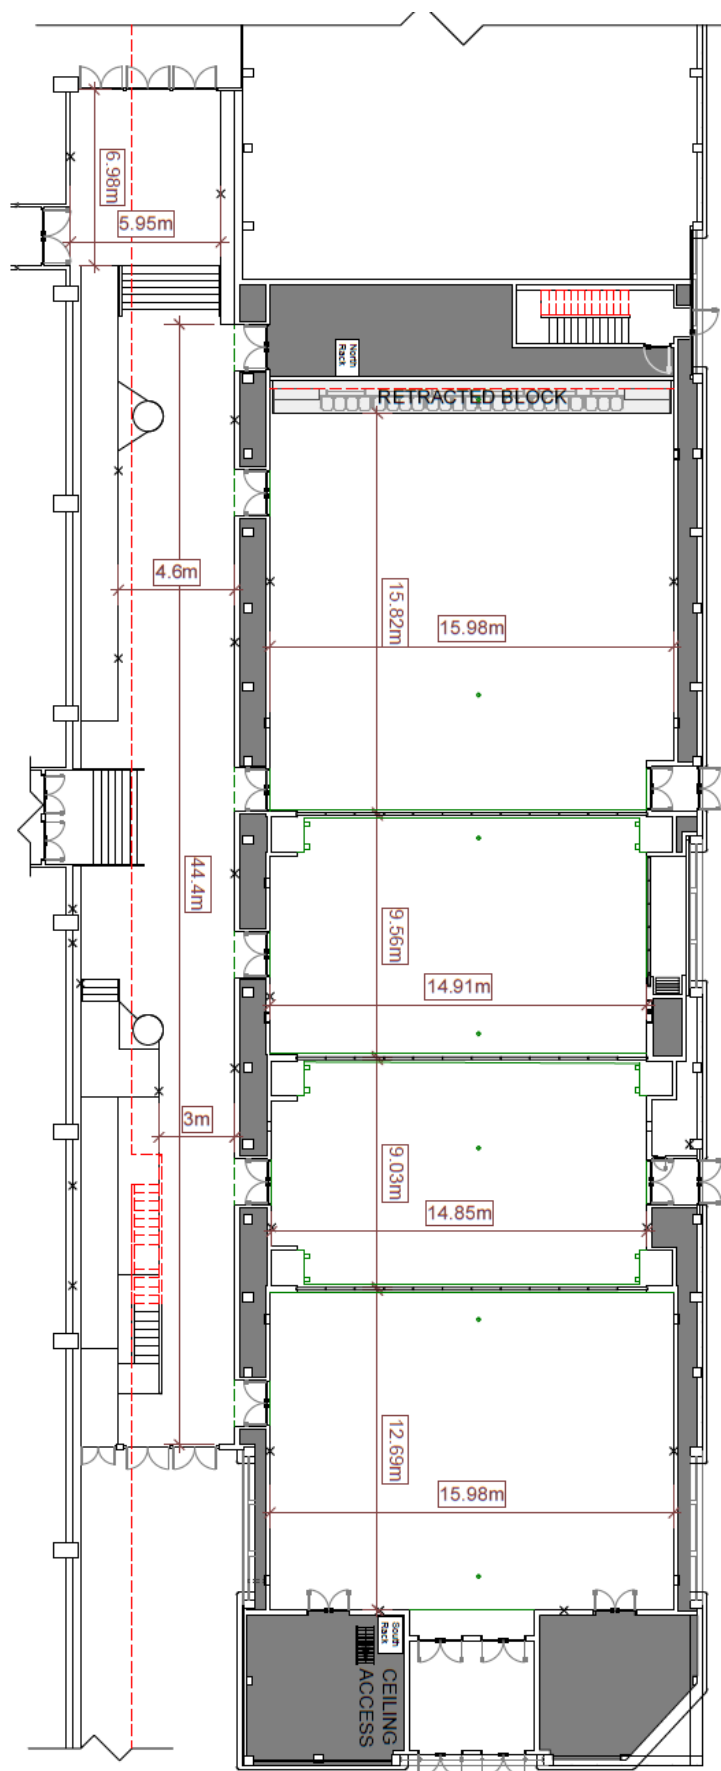 6.98m
5.95m
North
Rack
RETRACTED BLOCK
4.6m
15.82m
15.98m
44.4m
9.56m
14.91m
3m
9.03m
14.85m
12.69m
15.98m
South
Rack
CEILING
ACCESS